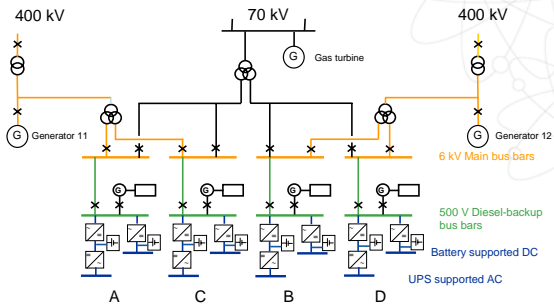 400 kV
70 kV
400 kV
G
Gas turbine
G
Generator 11
G
Generator 12
6 kV Main bus bars
G
G
G
G
500 V Diesel-backup
bus bars
Battery supported DC
UPS supported AC
A
C
B
D